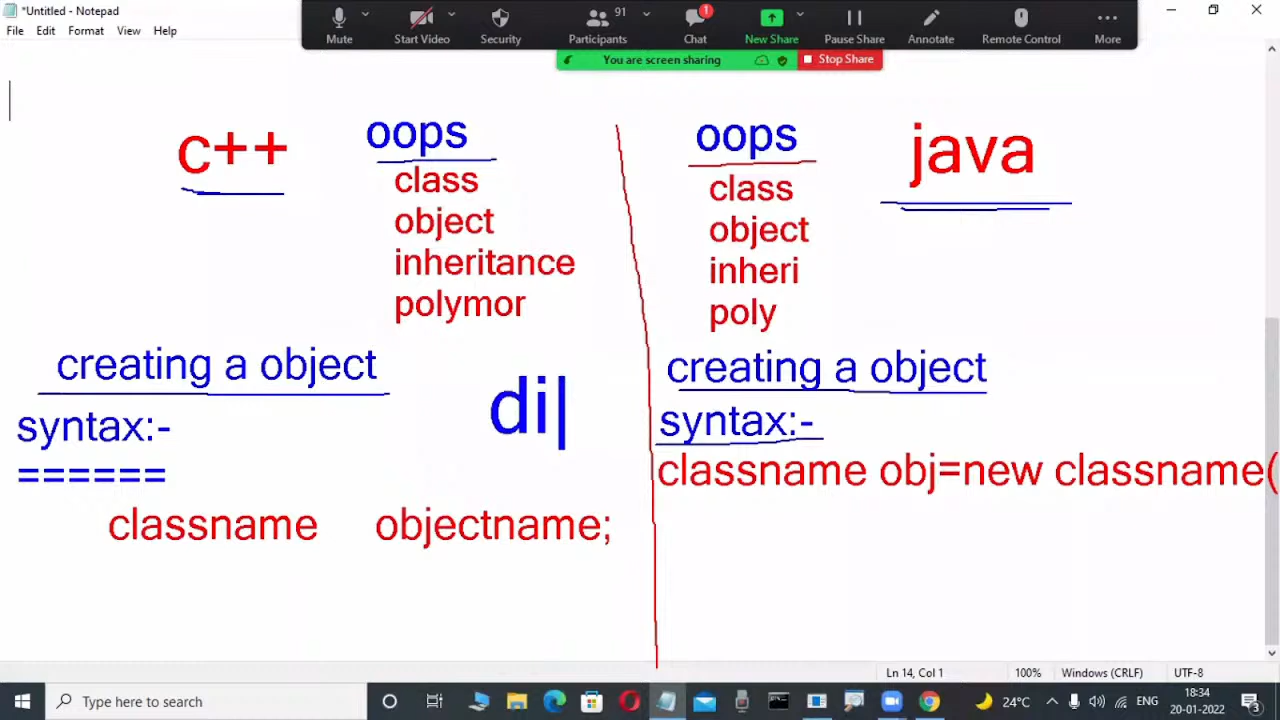 *Untitled - Notepad
File Edit Format View Help
Mute
Start Video
Security
91
Participants
1
Chat
New Share
Pause Share
Annotate
Remote Control
More
You are screen sharing
Stop Share
c++
oops
class
object
inheritance
polymor
creating a object
syntax:-
======
classname objectname;
di|
oops
java
class
object
inheri
poly
creating a object
syntax:-
classname obj=new classname(
Ln 14, Col 1 100% Windows (CRLF) UTF-8
Type here to search
24°C
ENG
18:34
20-01-2022
3